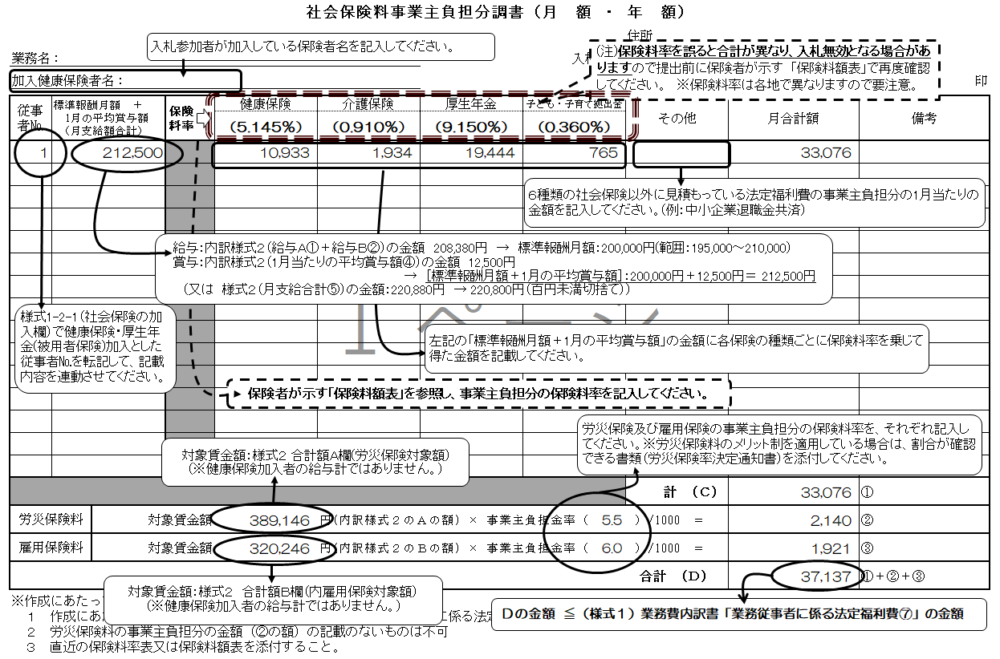 社会保険料事業主負担分調書（月　額　・　年　額）
入札参加者が加入している保険者名を記入してください。
住所
業務名：
入札
加入健康保険者名：
印
(注)保険料率を誤ると合計が異なり、入札無効となる場合があ
りますので提出前に保険者が示す「保険料額表」で再度確認
してください。　※保険料率は各地で異なりますので要注意。
従事
者№
標準報酬月額　＋
1月の平均賞与額
（月支給額合計）
保険
料率
健康保険
(5.145%)
介護保険
(0.910%)
厚生年金
(9.150%)
子ども・子育て拠出金
(0.360%)
その他
月合計額
備考
1　212,500　10,933　1,934　19,444　765　33,076
6種類の社会保険以外に見積もっている法定福利費の事業主負担分の1月当たりの
金額を記入してください。（例：中小企業退職金共済）
給与：内訳様式2（給与A①＋給与B②）の金額　208,380円　→　標準報酬月額：200,000円（範囲：195,000～210,000）
賞与：内訳様式2（1月当たりの平均賞与額④）の金額　12,500円
→　[標準報酬月額＋1月の平均賞与額]：200,000円＋12,500円＝　212,500円
（又は　様式2（月支給合計⑤）の金額：220,880円　→220,800円（百円未満切捨て））
様式1-2-1（社会保険の加
入欄）で健康保険・厚生年
金(被用者保険)加入とした
従事者№を転記して、記載
内容を連動させてください。
左記の「標準報酬月額＋1月の平均賞与額」の金額に各保険の種類ごとに保険料率を乗じて
得た金額を記載してください。
保険者が示す「保険料額表」を参照し、事業主負担分の保険料率を記入してください。
労災保険及び雇用保険の事業主負担分の保険料率を、それぞれ記入し
てください。※労災保険料のメリット制を適用している場合は、割合が確認
できる書類（労災保険率決定通知書）を添付してください。
対象賃金額：様式2　合計額A欄(労災保険対象額)
（※健康保険加入者の給与計ではありません。）
計　（C）　33,076　①
労災保険料　対象賃金額　389,146　円（内訳様式２のＡの額）×　事業主負担金率（　5.5　）/1000　＝　2,140　②
雇用保険料　対象賃金額　320,246　円（内訳様式２のＢの額）×　事業主負担金率（　6.0　）/1000　＝　1,921　③
合計　（D）　37,137　①＋②＋③
対象賃金額：様式2　合計額B欄(内雇用保険対象額)
（※健康保険加入者の給与計ではありません。）
Dの金額　≦（様式１）業務費内訳書「業務従事者に係る法定福利費⑦」の金額
※作成にあたっ
1　作成にあ
に係る法定
2　労災保険料の事業主負担分の金額（②の額）の記載のないものは不可
3　直近の保険料率表又は保険料額表を添付すること。